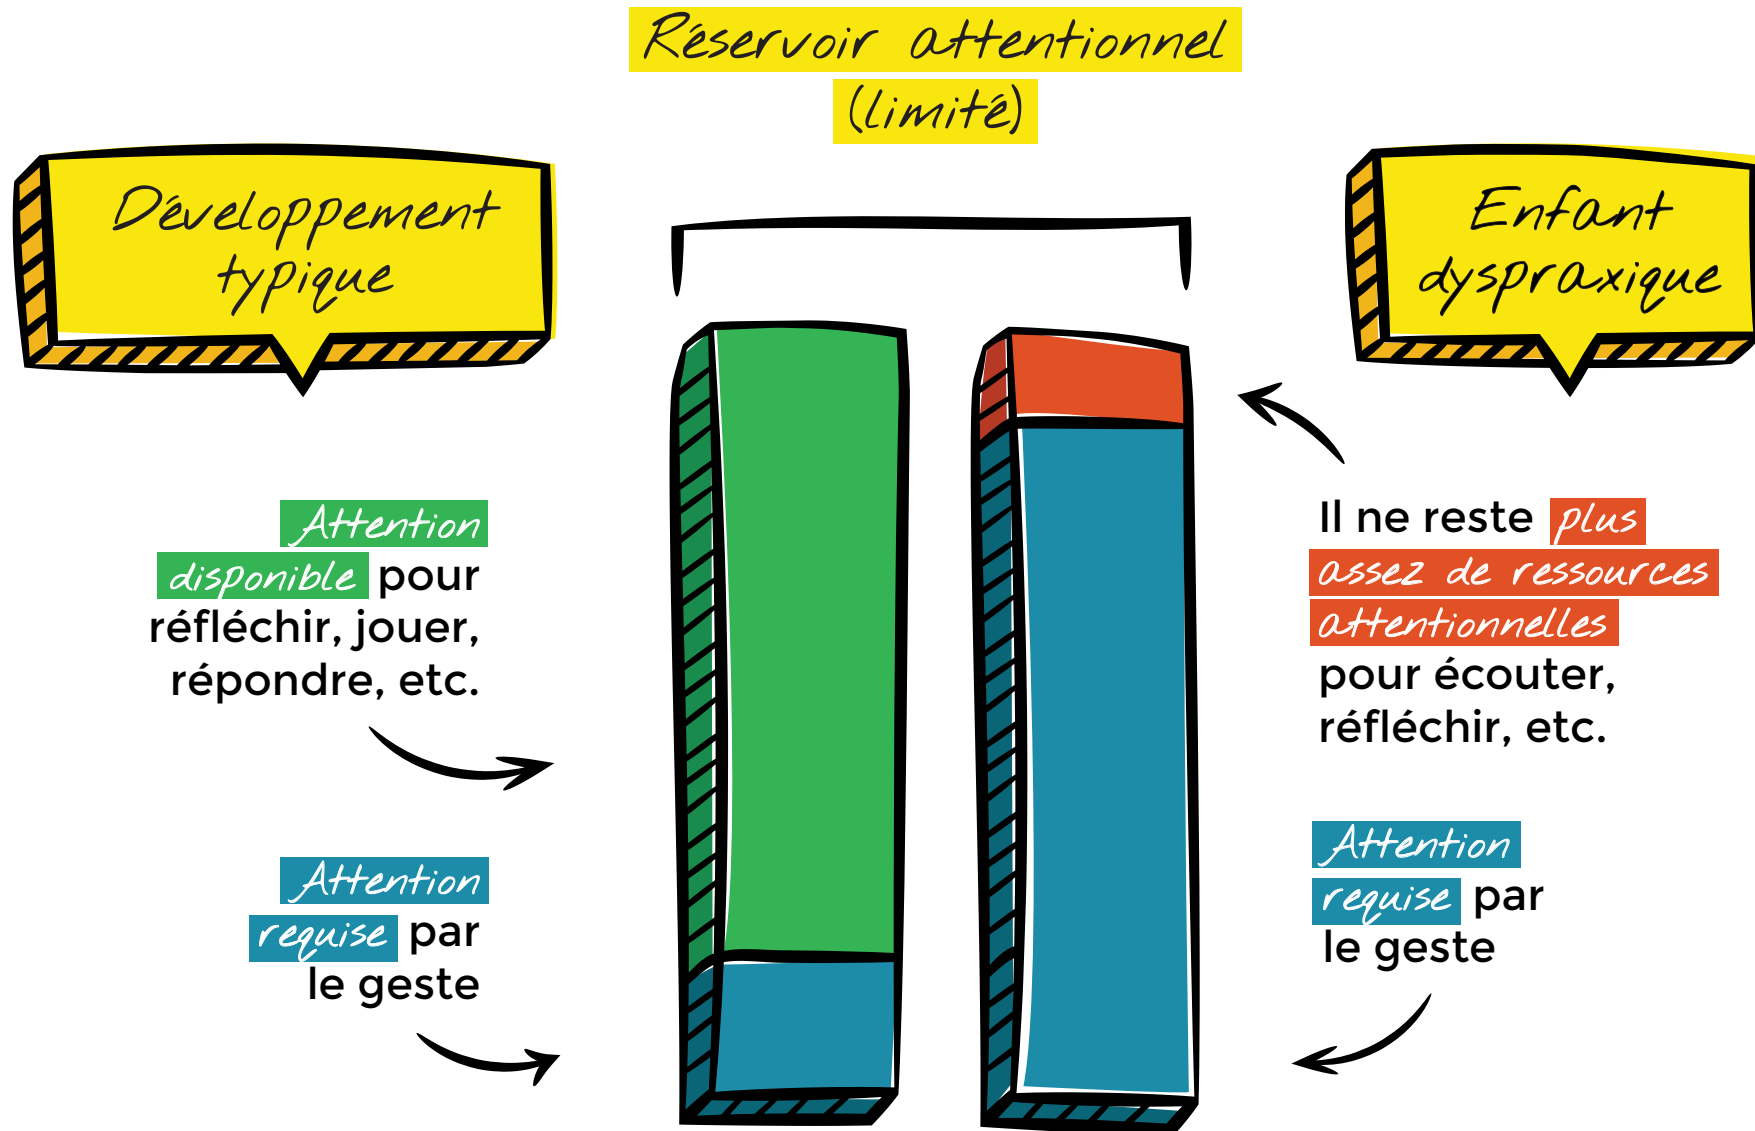 Réservoir attentionnel
(limité)
Développement
typique
Enfant
dyspraxique
Attention
disponible pour
réfléchir, jouer,
répondre, etc.
Attention
requise par
le geste
Il ne reste plus
assez de ressources
attentionnelles
pour écouter,
réfléchir, etc.
Attention
requise par
le geste